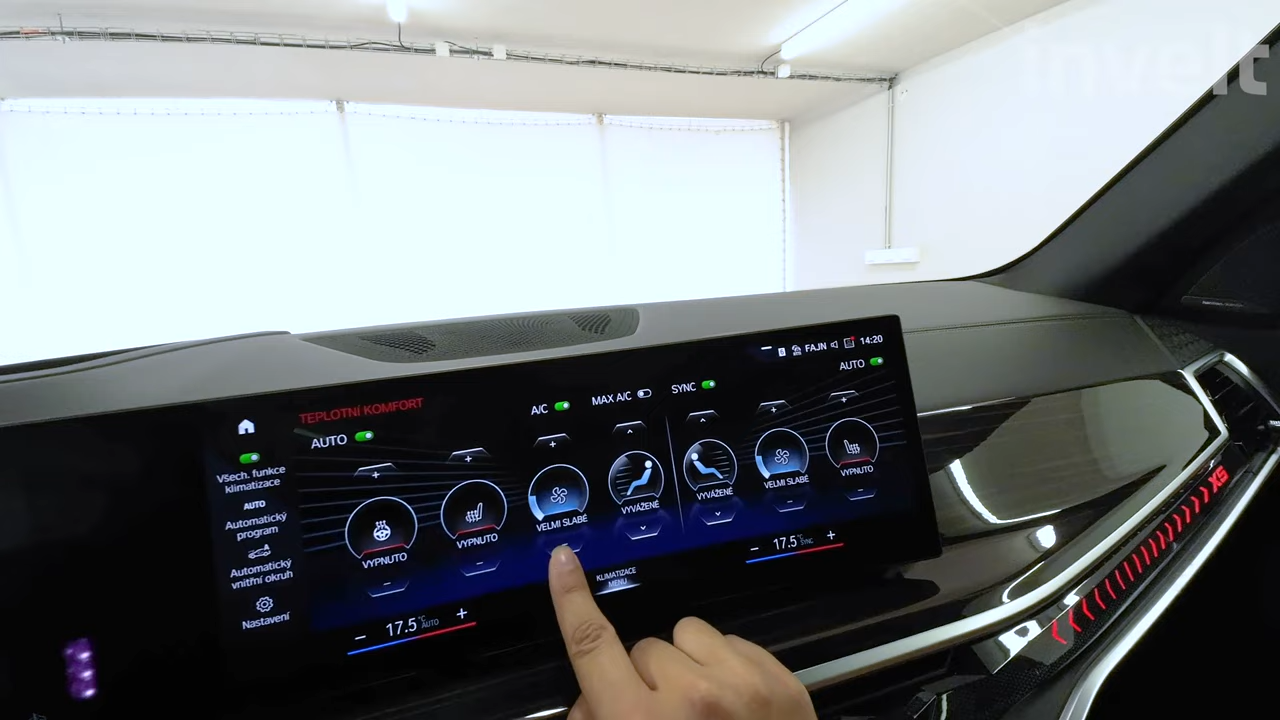 invelt
FAJN 14:20
TEPLOTNÍ KOMFORT
A/C
MAX A/C
SYNC
AUTO
AUTO
Všech. funkce
klimatizace
AUTO
Automatický
program
Automatický
vnitřní okruh
Nastavení
VYPNUTO
VYPNUTO
VELMI SLABÉ
VYVÁŽENÉ
VYVÁŽENÉ
VELMI SLABÉ
VYPNUTO
− 17.5 °C AUTO +
KLIMATIZACE
MENU
− 17.5 °C SYNC +
X5